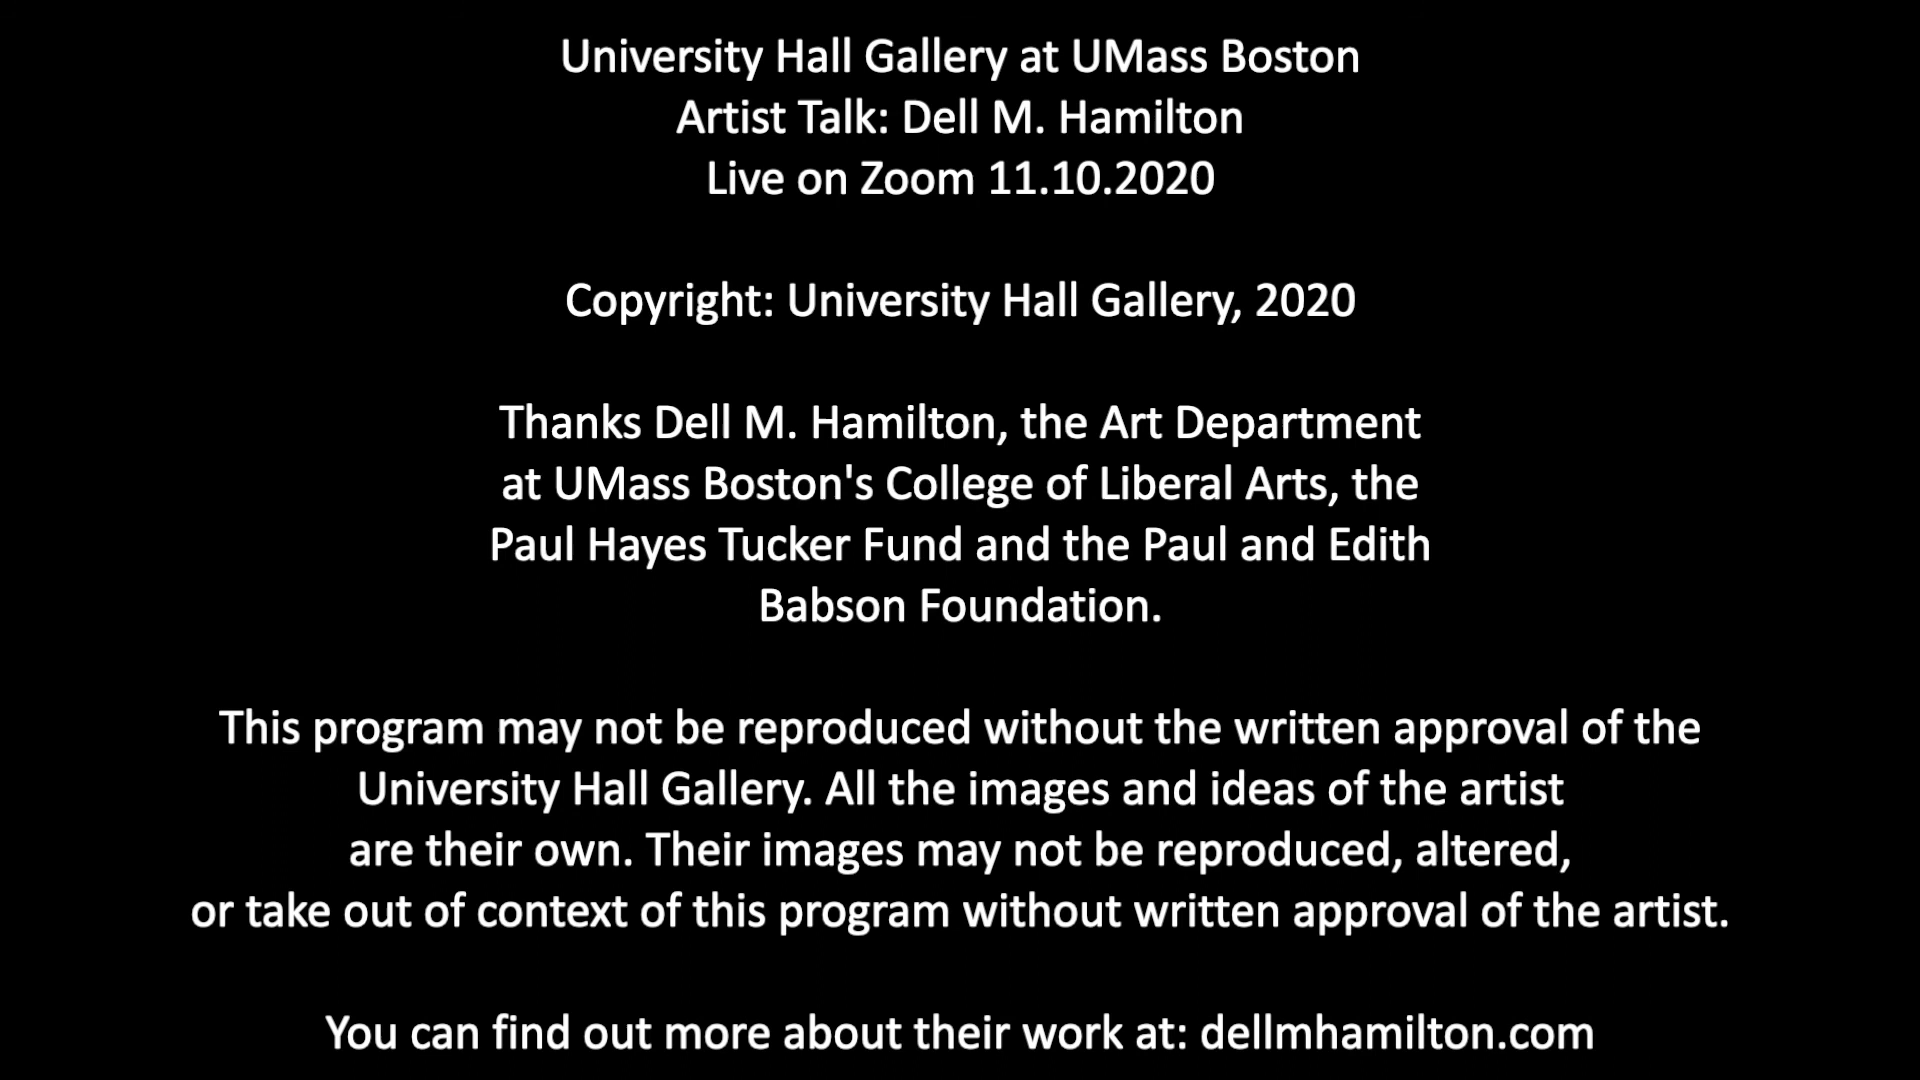 University Hall Gallery at UMass Boston
Artist Talk: Dell M. Hamilton
Live on Zoom 11.10.2020
Copyright: University Hall Gallery, 2020
Thanks Dell M. Hamilton, the Art Department
at UMass Boston's College of Liberal Arts, the
Paul Hayes Tucker Fund and the Paul and Edith
Babson Foundation.
This program may not be reproduced without the written approval of the
University Hall Gallery. All the images and ideas of the artist
are their own. Their images may not be reproduced, altered,
or take out of context of this program without written approval of the artist.
You can find out more about their work at: dellmhamilton.com